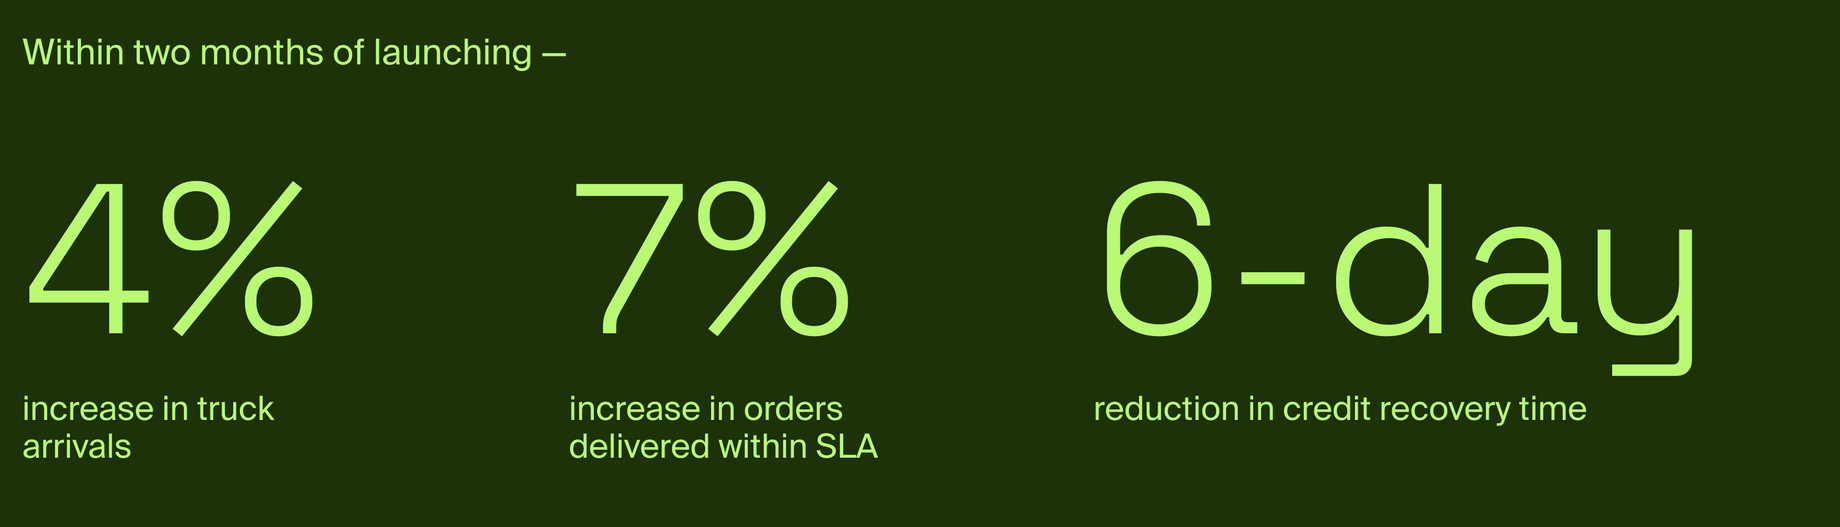 Within two months of launching —
4%
increase in truck
arrivals
7%
increase in orders
delivered within SLA
6-day
reduction in credit recovery time